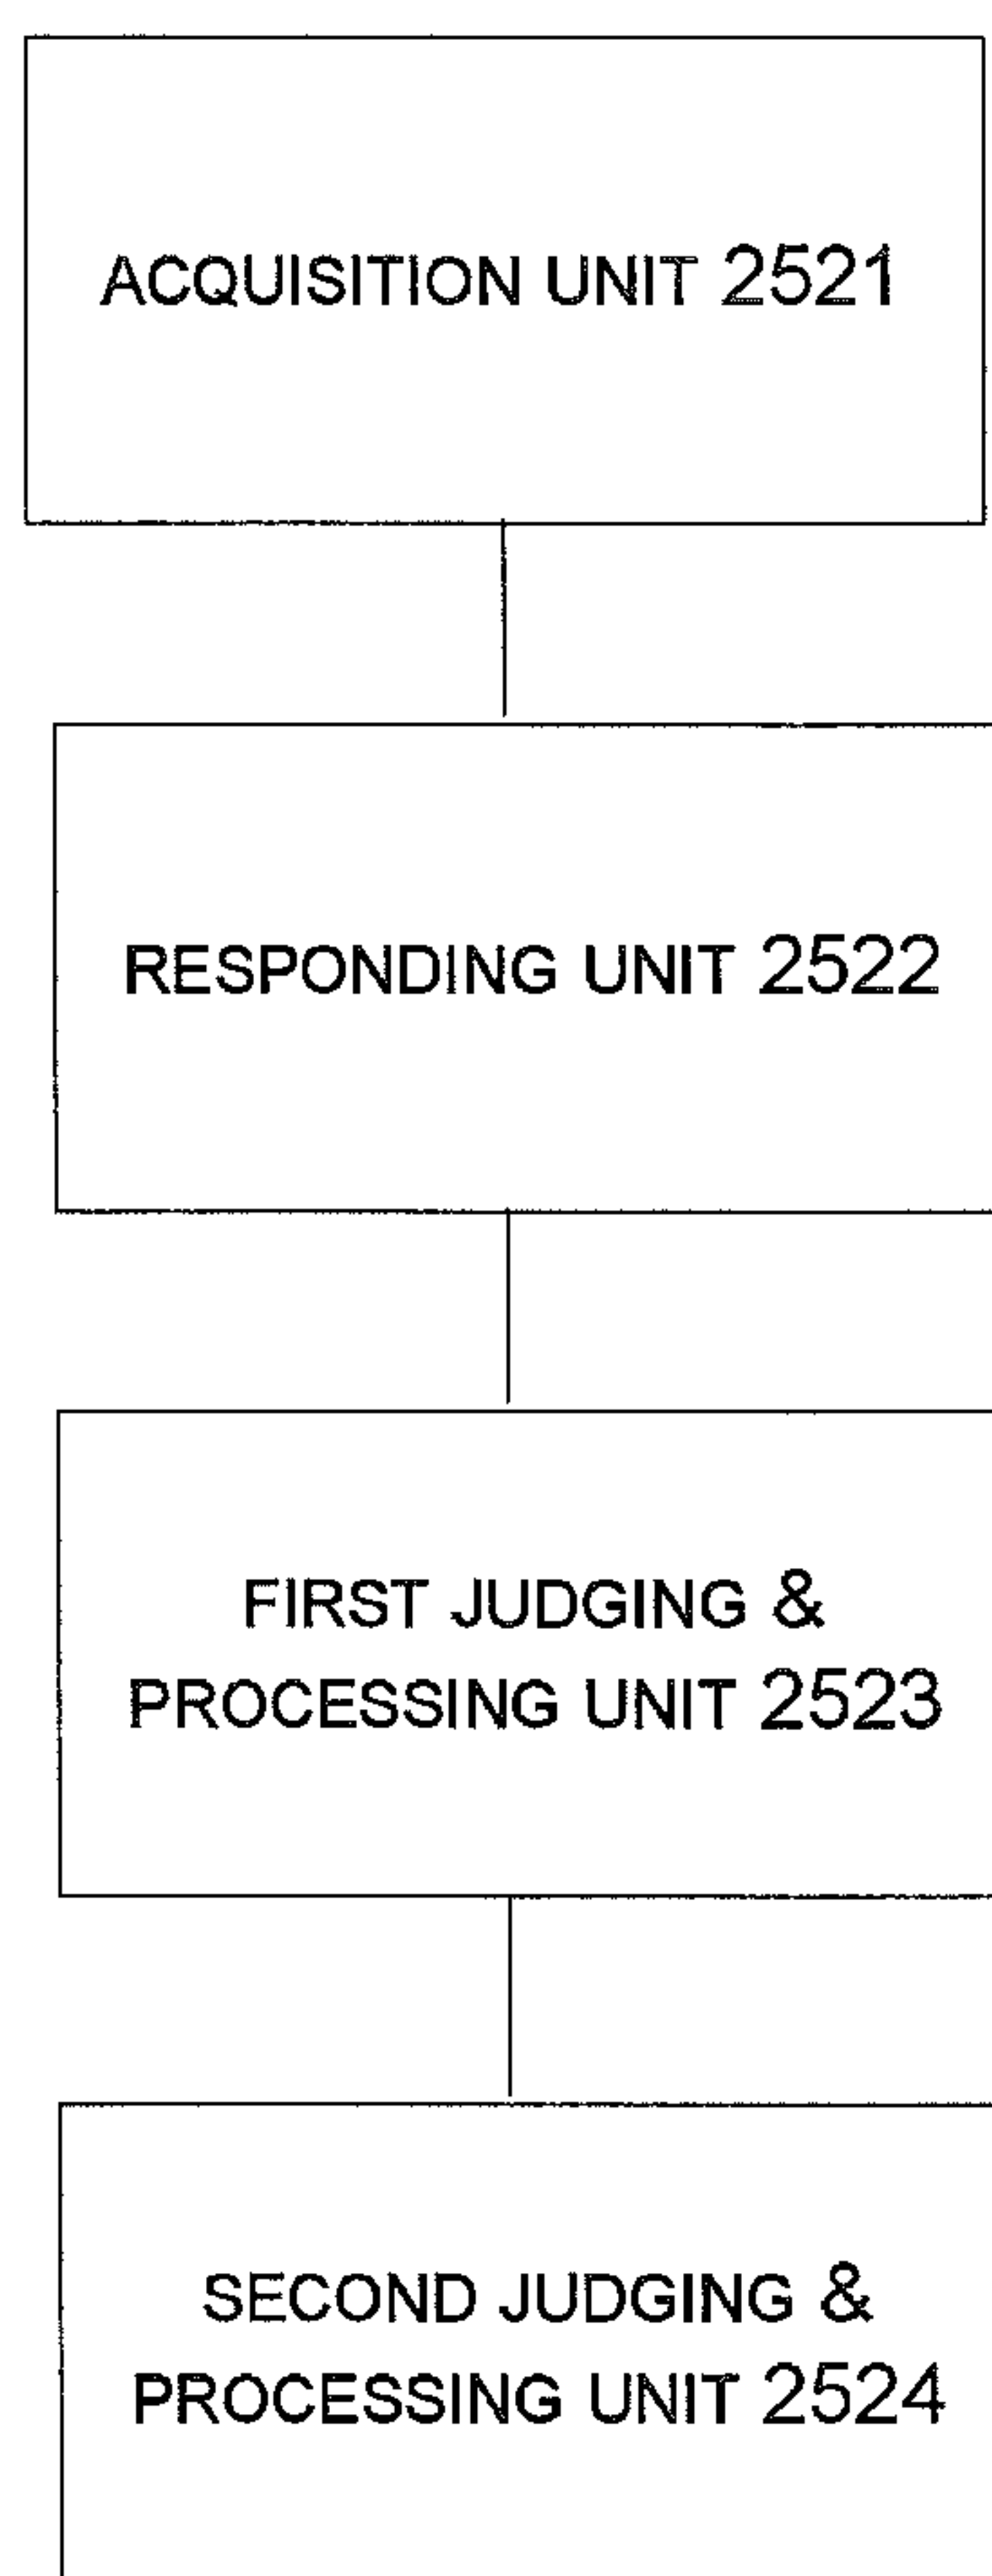 ACQUISITION UNIT 2521
RESPONDING UNIT 2522
FIRST JUDGING &
PROCESSING UNIT 2523
SECOND JUDGING &
PROCESSING UNIT 2524